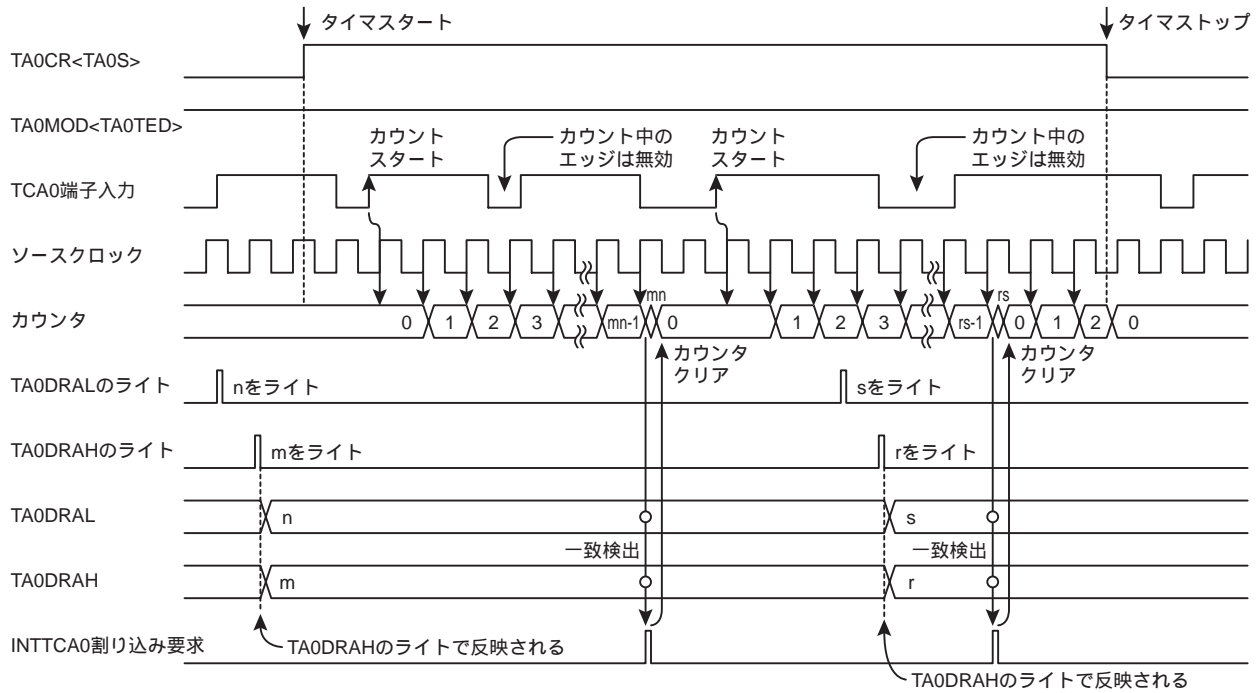 タイマスタート
タイマストップ
TA0CR<TA0S>
TA0MOD<TA0TED>
カウント
スタート
カウント中の
エッジは無効
カウント
スタート
カウント中の
エッジは無効
TCA0端子入力
ソースクロック
カウンタ
0 1 2 3 mn-1 mn 0 1 2 3 rs-1 rs 0 1 2 0
カウンタ
クリア
カウンタ
クリア
TA0DRALのライト
nをライト
sをライト
TA0DRAHのライト
mをライト
rをライト
TA0DRAL
n
s
一致検出
一致検出
TA0DRAH
m
r
INTTCA0割り込み要求
TA0DRAHのライトで反映される
TA0DRAHのライトで反映される